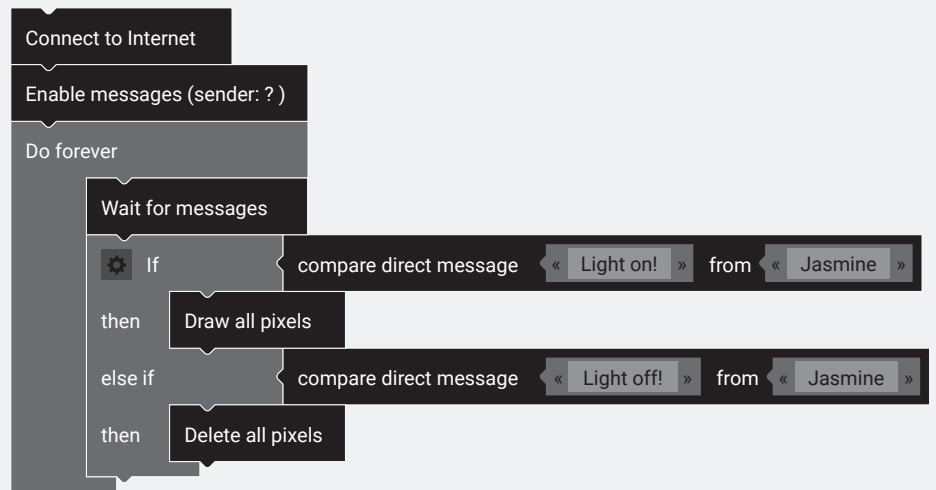 Connect to Internet
Enable messages (sender: ? )
Do forever
Wait for messages
If compare direct message « Light on! » from « Jasmine »
then Draw all pixels
else if compare direct message « Light off! » from « Jasmine »
then Delete all pixels